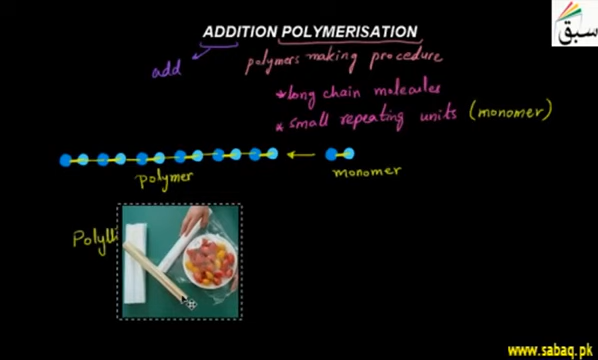 ADDITION POLYMERISATION
سبق
add
polymers making procedure
*long chain molecules
* small repeating units (monomer)
polymer
monomer
www.sabaq.pk